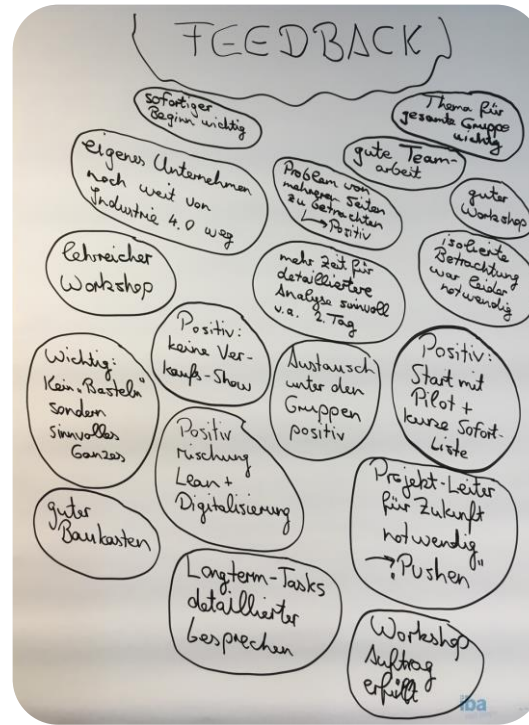 FEEDBACK
sofortiger
Beginn wichtig
Thema für
gesamte Gruppe
wichtig
eigenes Unternehmen
noch weit von
Industrie 4.0 weg
Problem von
mehreren Seiten
zu betrachten
↳ Positiv
gute Team-
arbeit
guter
Workshop
lehrreicher
Workshop
mehr Zeit für
detailliertere
Analyse sinnvoll
v.a. 2. Tag
isolierte
Betrachtung
war leider
notwendig
Positiv:
keine Ver-
kaufs-Show
Wichtig:
Kein „Basteln"
sondern
sinnvolles
Ganzes
Austausch
unter den
Gruppen
positiv
Positiv:
Start mit
Pilot +
kurze Sofort-
Liste
Positiv
Mischung
Lean +
Digitalisierung
guter
Baukasten
Projekt-Leiter
für Zukunft
notwendig
→ „Pushen"
Longterm-Tasks
detaillierter
besprechen
Workshop
Auftrag
erfüllt
iba